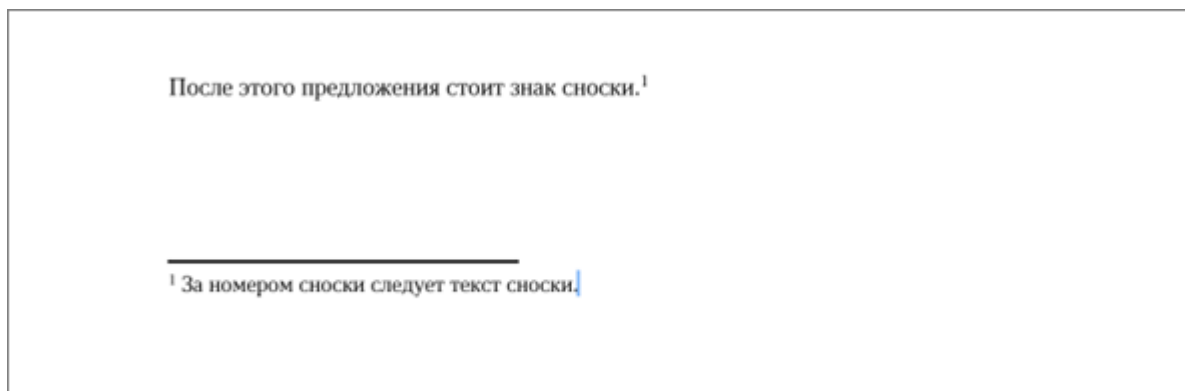 После этого предложения стоит знак сноски.¹
¹ За номером сноски следует текст сноски.